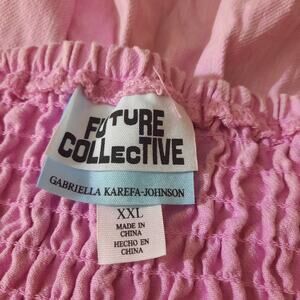 FUTURE
COLLECTIVE
GABRIELLA KAREFA-JOHNSON
XXL
MADE IN
CHINA
HECHO EN
CHINA